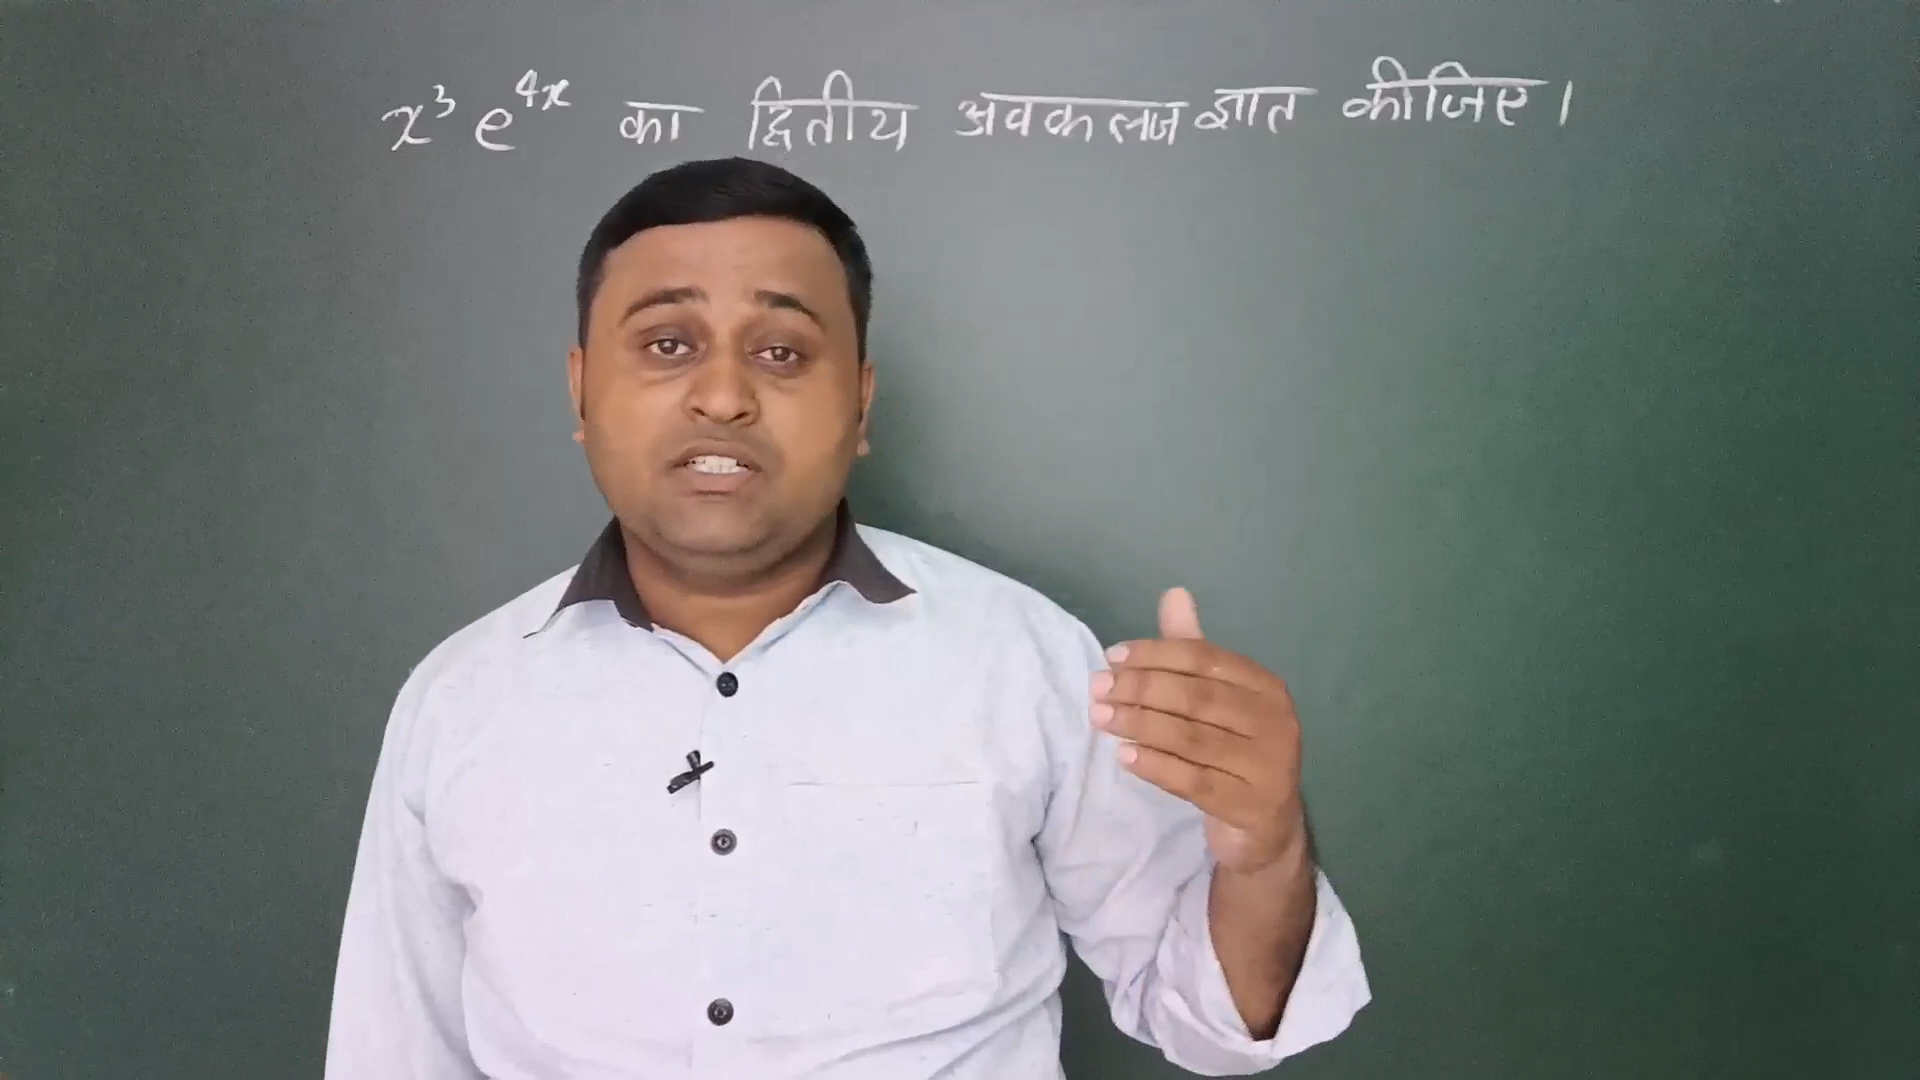 x³ e⁴ˣ का द्वितीय अवकलज ज्ञात कीजिए।